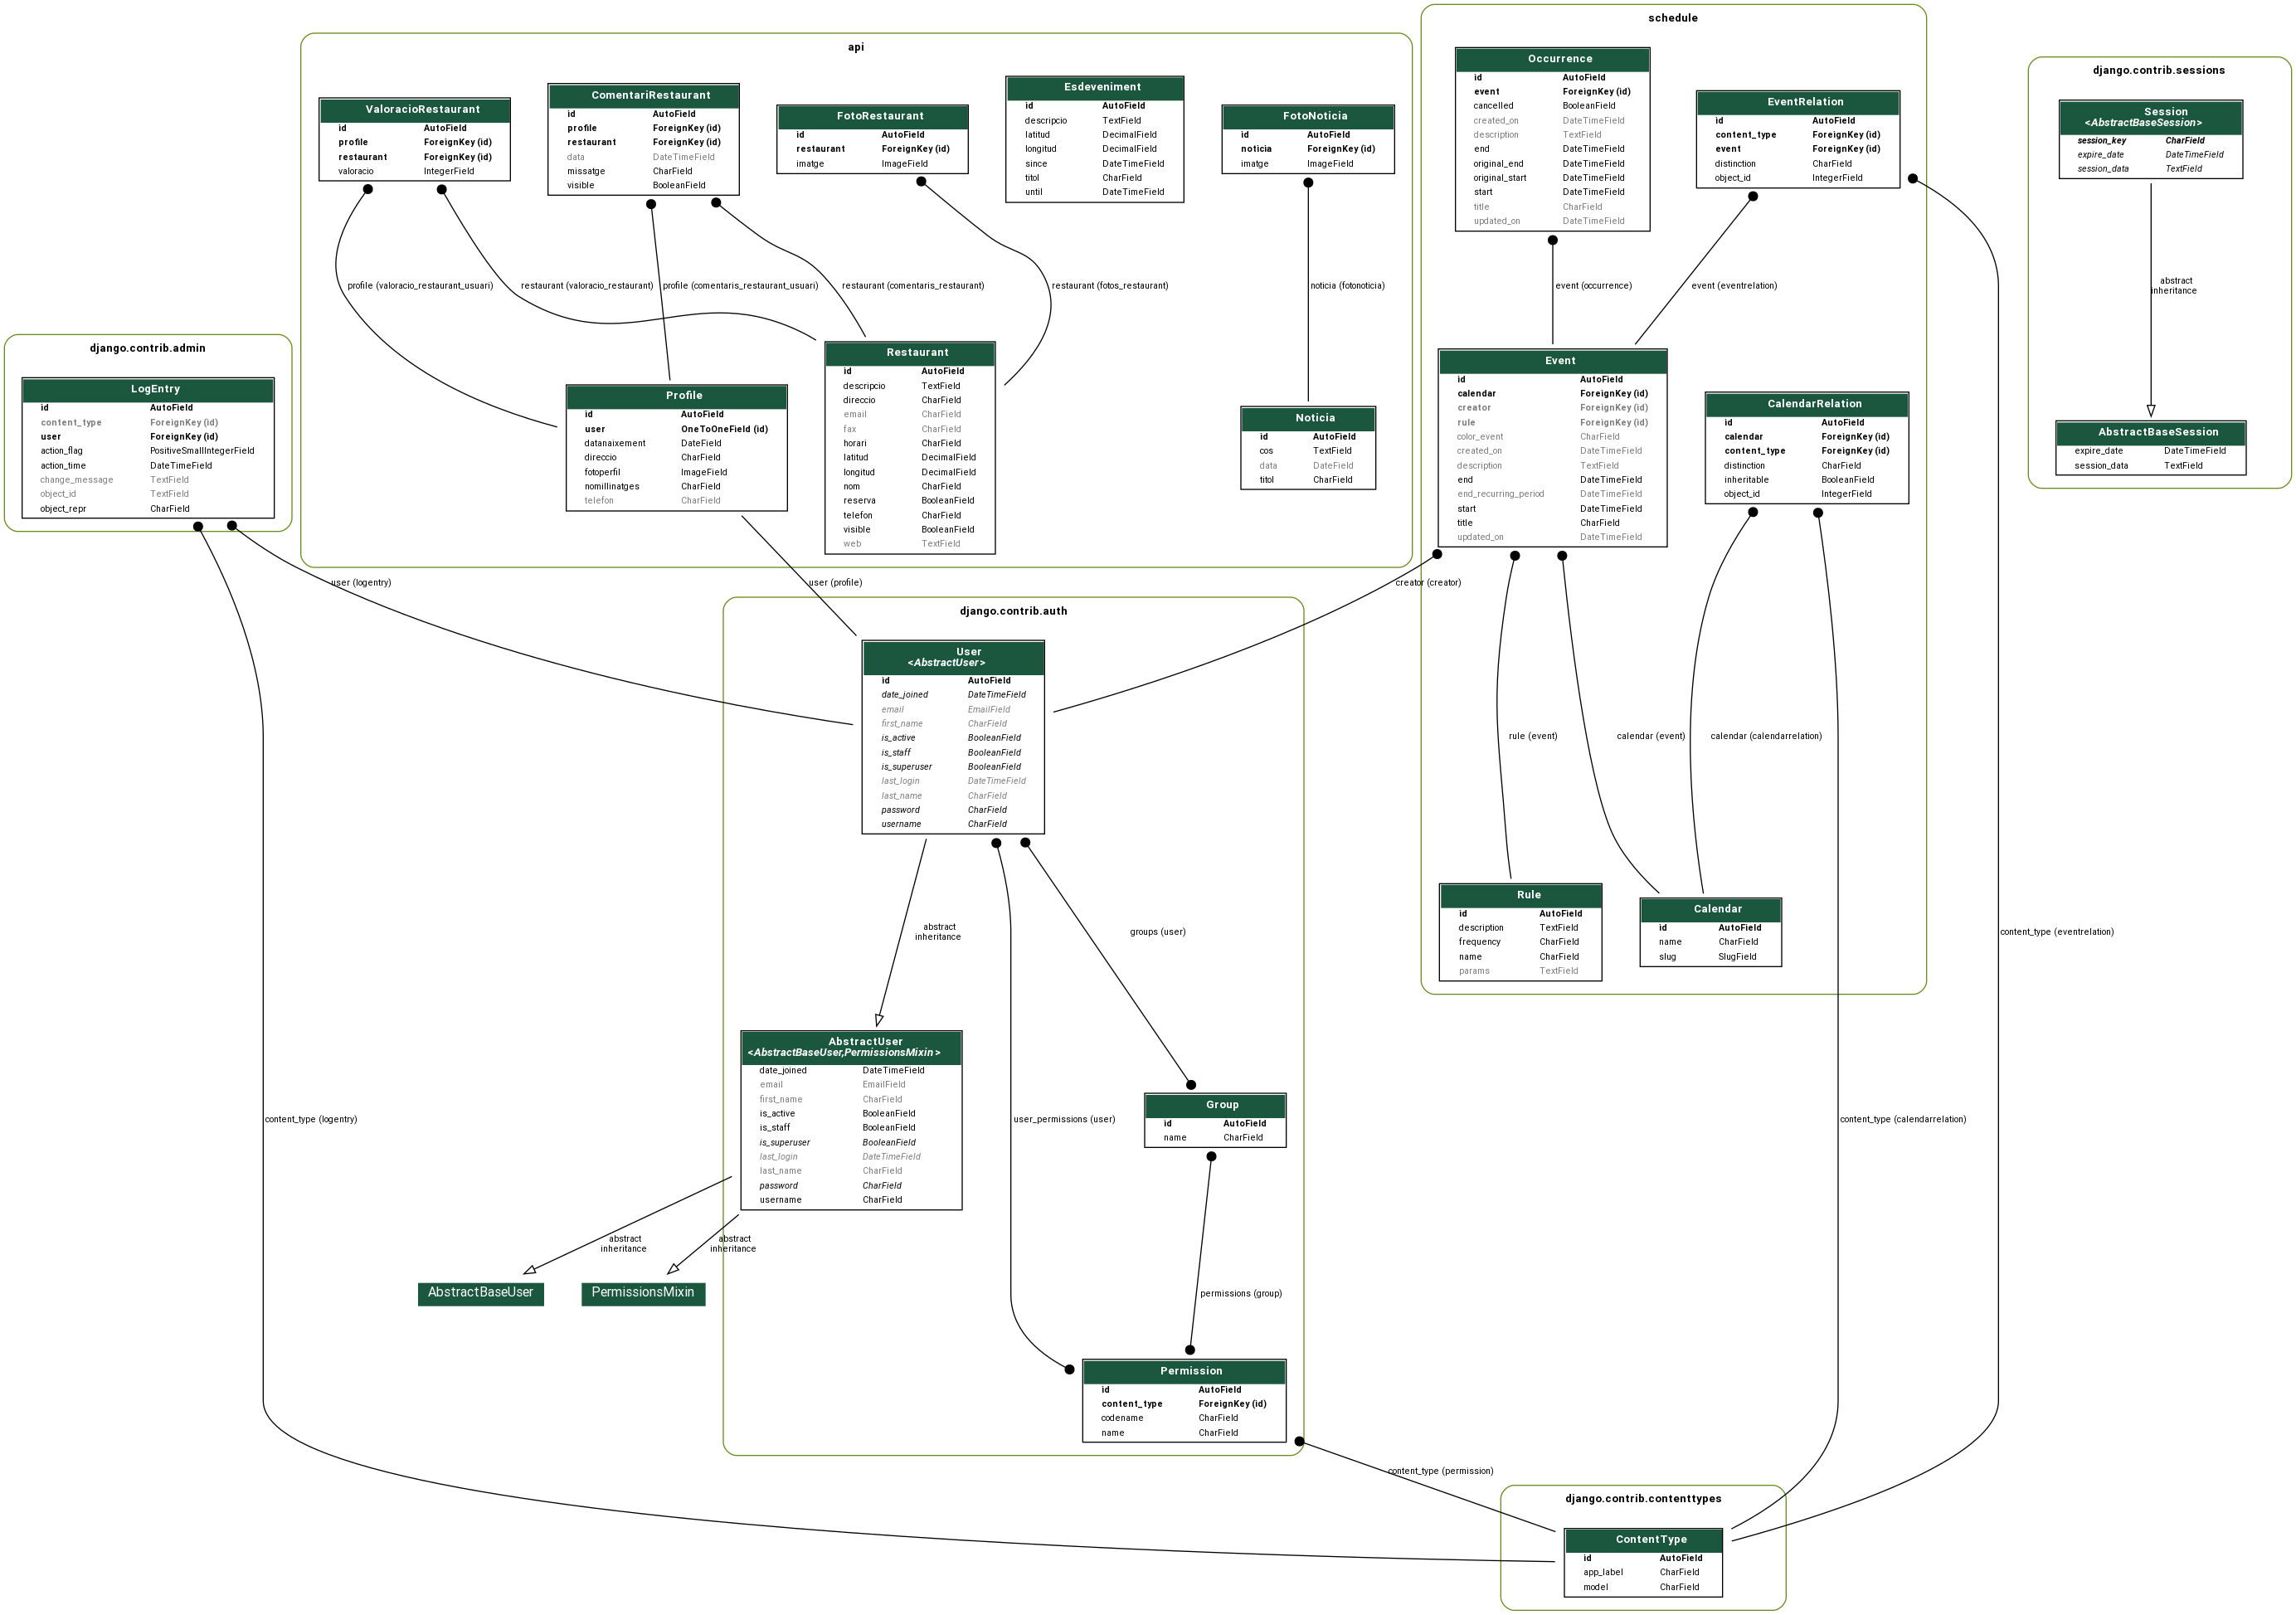 schedule
Occurrence
id AutoField
event ForeignKey (id)
cancelled BooleanField
created_on DateTimeField
description TextField
end DateTimeField
original_end DateTimeField
original_start DateTimeField
start DateTimeField
title CharField
updated_on DateTimeField
EventRelation
id AutoField
content_type ForeignKey (id)
event ForeignKey (id)
distinction CharField
object_id IntegerField
event (occurrence)
event (eventrelation)
Event
id AutoField
calendar ForeignKey (id)
creator ForeignKey (id)
rule ForeignKey (id)
color_event CharField
created_on DateTimeField
description TextField
end DateTimeField
end_recurring_period DateTimeField
start DateTimeField
title CharField
updated_on DateTimeField
CalendarRelation
id AutoField
calendar ForeignKey (id)
content_type ForeignKey (id)
distinction CharField
inheritable BooleanField
object_id IntegerField
creator (creator)
rule (event)
calendar (event)
calendar (calendarrelation)
Rule
id AutoField
description TextField
frequency CharField
name CharField
params TextField
Calendar
id AutoField
name CharField
slug SlugField
content_type (eventrelation)
content_type (calendarrelation)
api
ValoracioRestaurant
id AutoField
profile ForeignKey (id)
restaurant ForeignKey (id)
valoracio IntegerField
ComentariRestaurant
id AutoField
profile ForeignKey (id)
restaurant ForeignKey (id)
data DateTimeField
missatge CharField
visible BooleanField
FotoRestaurant
id AutoField
restaurant ForeignKey (id)
imatge ImageField
Esdeveniment
id AutoField
descripcio TextField
latitud DecimalField
longitud DecimalField
since DateTimeField
titol CharField
until DateTimeField
FotoNoticia
id AutoField
noticia ForeignKey (id)
imatge ImageField
profile (valoracio_restaurant_usuari)
restaurant (valoracio_restaurant)
profile (comentaris_restaurant_usuari)
restaurant (comentaris_restaurant)
restaurant (fotos_restaurant)
noticia (fotonoticia)
Profile
id AutoField
user OneToOneField (id)
datanaixement DateField
direccio CharField
fotoperfil ImageField
nomillinatges CharField
telefon CharField
Restaurant
id AutoField
descripcio TextField
direccio CharField
email CharField
fax CharField
horari CharField
latitud DecimalField
longitud DecimalField
nom CharField
reserva BooleanField
telefon CharField
visible BooleanField
web TextField
Noticia
id AutoField
cos TextField
data DateField
titol CharField
django.contrib.sessions
Session
<AbstractBaseSession>
session_key CharField
expire_date DateTimeField
session_data TextField
abstract
inheritance
AbstractBaseSession
expire_date DateTimeField
session_data TextField
django.contrib.admin
LogEntry
id AutoField
content_type ForeignKey (id)
user ForeignKey (id)
action_flag PositiveSmallIntegerField
action_time DateTimeField
change_message TextField
object_id TextField
object_repr CharField
user (logentry)
user (profile)
content_type (logentry)
django.contrib.auth
User
<AbstractUser>
id AutoField
date_joined DateTimeField
email EmailField
first_name CharField
is_active BooleanField
is_staff BooleanField
is_superuser BooleanField
last_login DateTimeField
last_name CharField
password CharField
username CharField
abstract
inheritance
groups (user)
AbstractUser
<AbstractBaseUser,PermissionsMixin>
date_joined DateTimeField
email EmailField
first_name CharField
is_active BooleanField
is_staff BooleanField
is_superuser BooleanField
last_login DateTimeField
last_name CharField
password CharField
username CharField
user_permissions (user)
Group
id AutoField
name CharField
abstract
inheritance
abstract
inheritance
AbstractBaseUser
PermissionsMixin
permissions (group)
Permission
id AutoField
content_type ForeignKey (id)
codename CharField
name CharField
content_type (permission)
django.contrib.contenttypes
ContentType
id AutoField
app_label CharField
model CharField